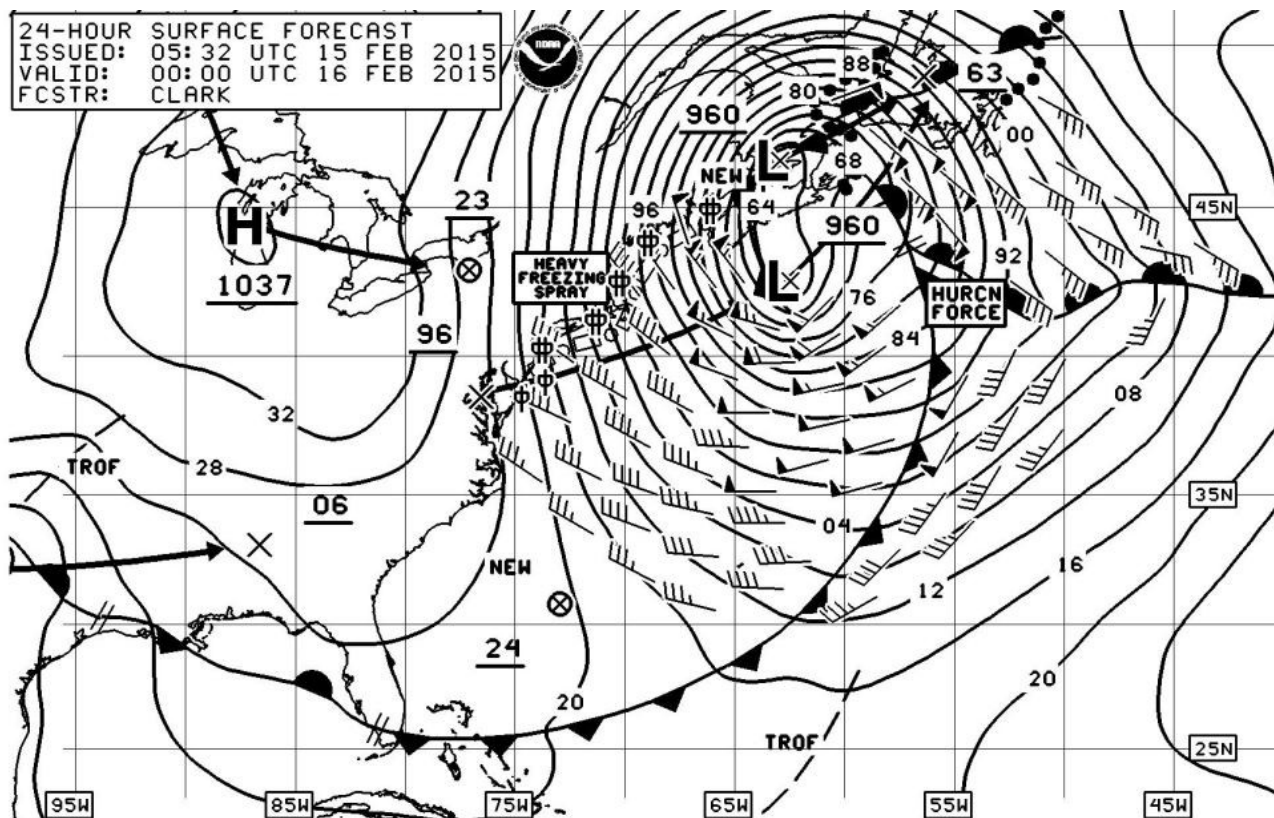 24-HOUR SURFACE FORECAST
ISSUED: 05:32 UTC 15 FEB 2015
VALID: 00:00 UTC 16 FEB 2015
FCSTR: CLARK
NOAA
88
63
80
960
00
L
68
NEW
45N
23
96
64
960
H
HEAVY
FREEZING
SPRAY
92
1037
L
76
HURCN
FORCE
96
84
08
32
TROF
28
35N
06
04
NEW
16
12
24
20
20
TROF
25N
95W
85W
75W
65W
55W
45W